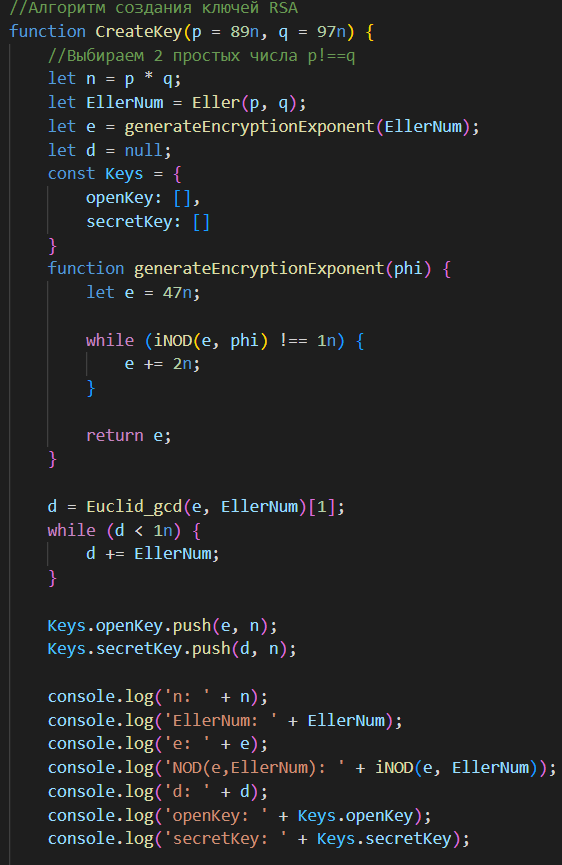 //Алгоритм создания ключей RSA
function CreateKey(p = 89n, q = 97n) {
    //Выбираем 2 простых числа p!==q
    let n = p * q;
    let EllerNum = Eller(p, q);
    let e = generateEncryptionExponent(EllerNum);
    let d = null;
    const Keys = {
        openKey: [],
        secretKey: []
    }
    function generateEncryptionExponent(phi) {
        let e = 47n;

        while (iNOD(e, phi) !== 1n) {
            e += 2n;
        }

        return e;
    }

    d = Euclid_gcd(e, EllerNum)[1];
    while (d < 1n) {
        d += EllerNum;
    }

    Keys.openKey.push(e, n);
    Keys.secretKey.push(d, n);

    console.log('n: ' + n);
    console.log('EllerNum: ' + EllerNum);
    console.log('e: ' + e);
    console.log('NOD(e,EllerNum): ' + iNOD(e, EllerNum));
    console.log('d: ' + d);
    console.log('openKey: ' + Keys.openKey);
    console.log('secretKey: ' + Keys.secretKey);